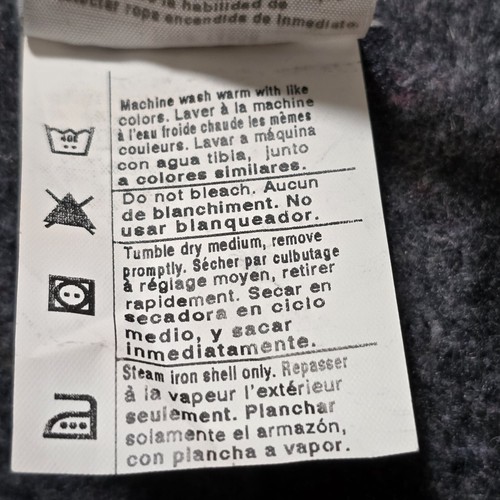 la habilidad de
ropa encendida de inmediato.
Machine wash warm with like
colors. Laver à la machine
à l'eau froide chaude les mèmes
couleurs. Lavar a máquina
con agua tibia, junto
a colores similares.
Do not bleach. Aucun
de blanchiment. No
usar blanqueador.
Tumble dry medium, remove
promptly. Sécher par culbutage
à réglage moyen, retirer
rapidement. Secar en
secadora en ciclo
medio, y sacar
inmediatamente.
Steam iron shell only. Repasser
à la vapeur l'extérieur
seulement. Planchar
solamente el armazón,
con plancha a vapor.